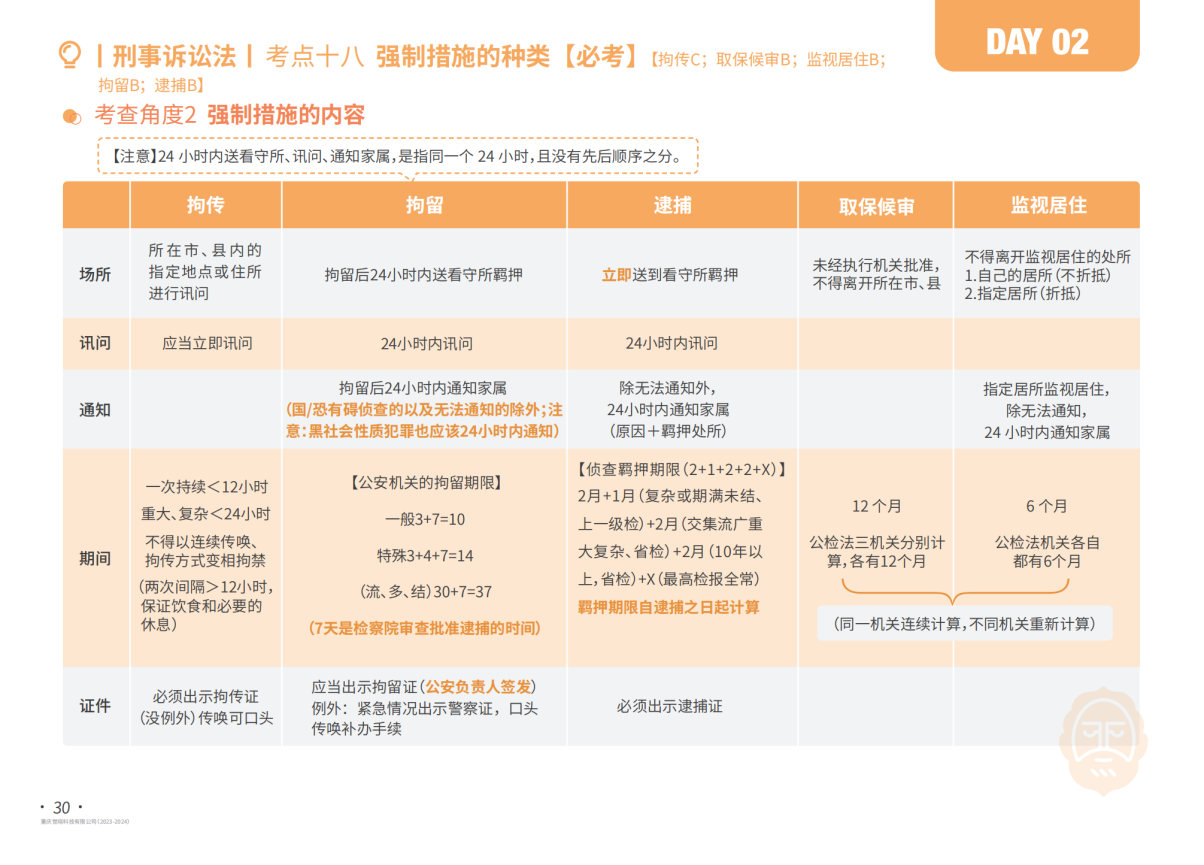 DAY 02
|刑事诉讼法| 考点十八 强制措施的种类【必考】【拘传C；取保候审B；监视居住B；
拘留B；逮捕B】
考查角度2 强制措施的内容
【注意】24 小时内送看守所、讯问、通知家属，是指同一个 24 小时，且没有先后顺序之分。
拘传
拘留
逮捕
取保候审
监视居住
场所
所在市、县内的
指定地点或住所
进行讯问
拘留后24小时内送看守所羁押
立即送到看守所羁押
未经执行机关批准，
不得离开所在市、县
不得离开监视居住的处所
1.自己的居所（不折抵）
2.指定居所（折抵）
讯问
应当立即讯问
24小时内讯问
24小时内讯问
通知
拘留后24小时内通知家属
（国/恐有碍侦查的以及无法通知的除外；注
意：黑社会性质犯罪也应该24小时内通知）
除无法通知外，
24小时内通知家属
（原因＋羁押处所）
指定居所监视居住，
除无法通知，
24 小时内通知家属
期间
一次持续＜12小时
重大、复杂＜24小时
不得以连续传唤、
拘传方式变相拘禁
（两次间隔＞12小时，
保证饮食和必要的
休息）
【公安机关的拘留期限】
一般3+7=10
特殊3+4+7=14
（流、多、结）30+7=37
（7天是检察院审查批准逮捕的时间）
【侦查羁押期限（2+1+2+2+X）】
2月+1月（复杂或期满未结、
上一级检）+2月（交集流广重
大复杂、省检）+2月（10年以
上，省检）+X（最高检报全常）
羁押期限自逮捕之日起计算
12 个月
公检法三机关分别计
算，各有12个月
6 个月
公检法机关各自
都有6个月
（同一机关连续计算，不同机关重新计算）
证件
必须出示拘传证
（没例外）传唤可口头
应当出示拘留证（公安负责人签发）
例外：紧急情况出示警察证，口头
传唤补办手续
必须出示逮捕证
· 30 ·